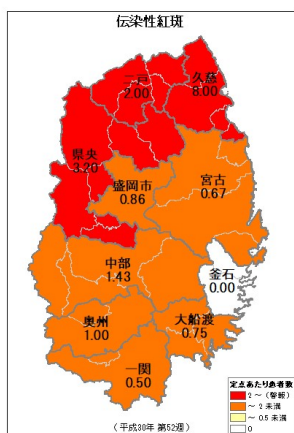 伝染性紅斑
二戸
2.00
久慈
8.00
県央
3.20
盛岡市
0.86
宮古
0.67
中部
1.43
釜石
0.00
奥州
1.00
大船渡
0.75
一関
0.50
定点あたり患者数
2～（警報）
～2未満
～0.5未満
0
（平成30年 第52週）